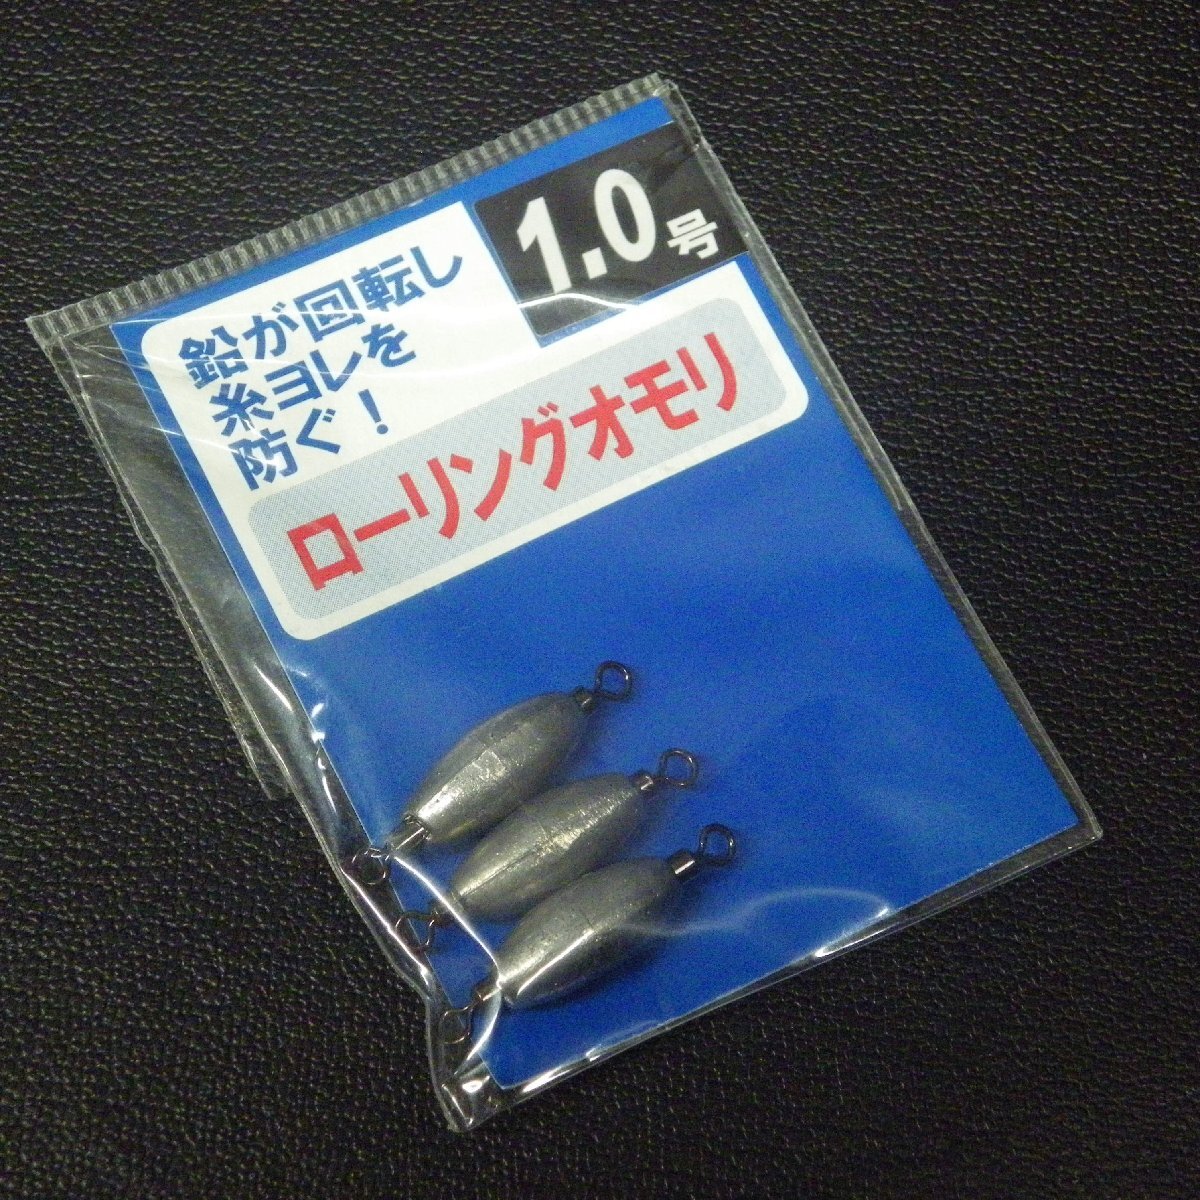 1.0号
鉛が回転し
糸ヨレを
防ぐ！
ローリングオモリ